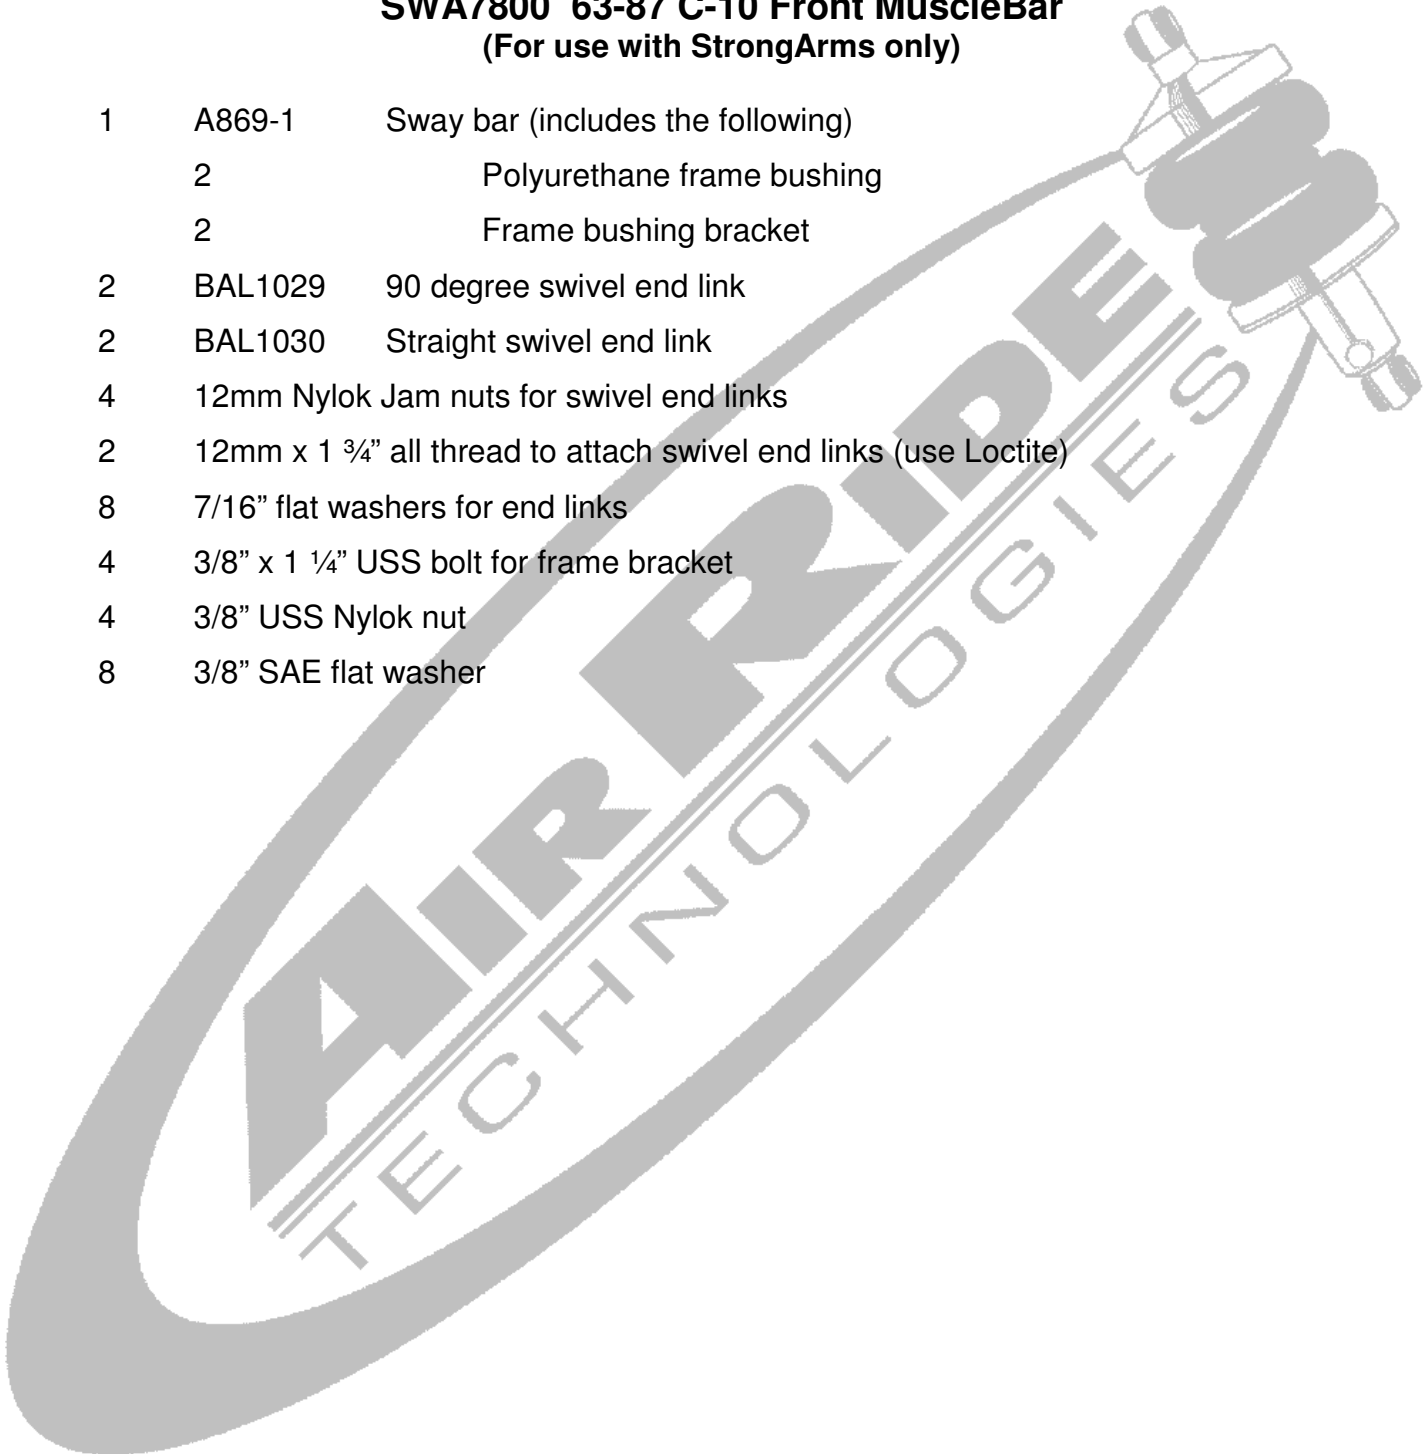 SWA7800 63-87 C-10 Front MuscleBar
(For use with StrongArms only)
1 A869-1 Sway bar (includes the following)
2 Polyurethane frame bushing
2 Frame bushing bracket
2 BAL1029 90 degree swivel end link
2 BAL1030 Straight swivel end link
4 12mm Nylok Jam nuts for swivel end links
2 12mm x 1 ¾” all thread to attach swivel end links (use Loctite)
8 7/16” flat washers for end links
4 3/8” x 1 ¼” USS bolt for frame bracket
4 3/8” USS Nylok nut
8 3/8” SAE flat washer
AIR RIDE
TECHNOLOGIES